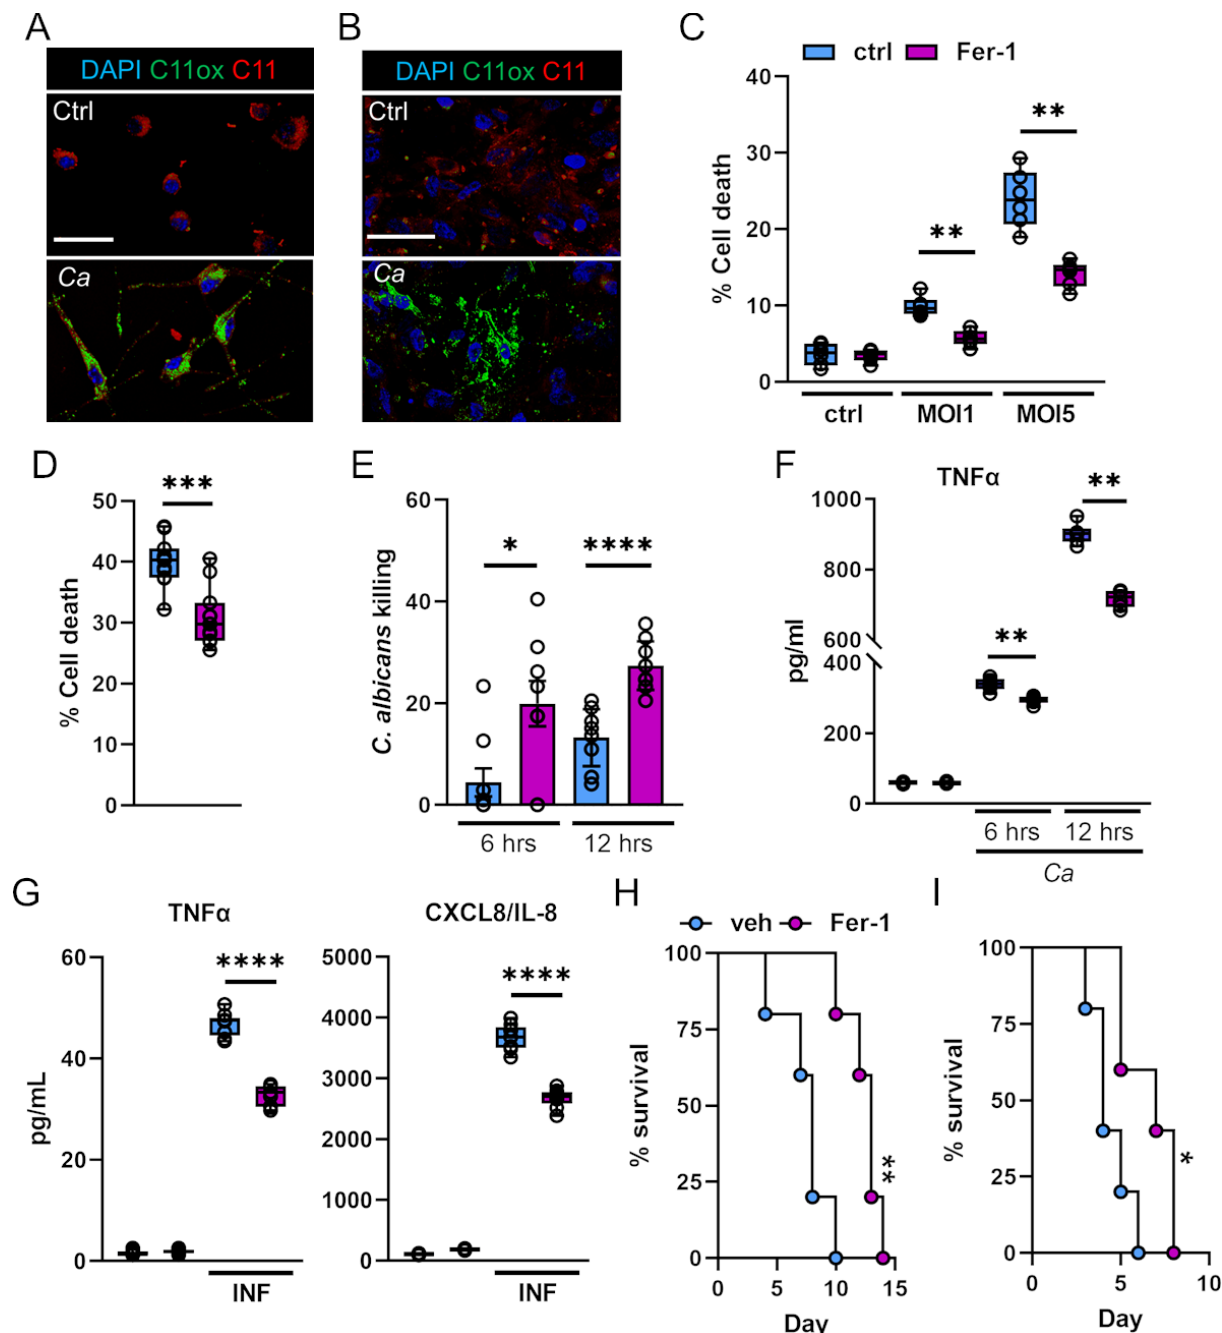 A
DAPI C11ox C11
Ctrl
Ca
B
DAPI C11ox C11
Ctrl
Ca
C
ctrl Fer-1
% Cell death
40
30
20
10
0
** **
ctrl MOI1 MOI5
D
% Cell death
50
40
30
20
10
0
***
E
C. albicans killing
60
40
20
0
* ****
6 hrs 12 hrs
F
TNFα
pg/ml
1000
800
600
400
200
0
** **
6 hrs 12 hrs
Ca
G
TNFα
pg/mL
60
40
20
0
****
INF
CXCL8/IL-8
5000
4000
3000
2000
1000
0
****
INF
H
veh Fer-1
% survival
100
75
50
25
0
**
0 5 10 15
Day
I
% survival
100
75
50
25
0
*
0 5 10
Day